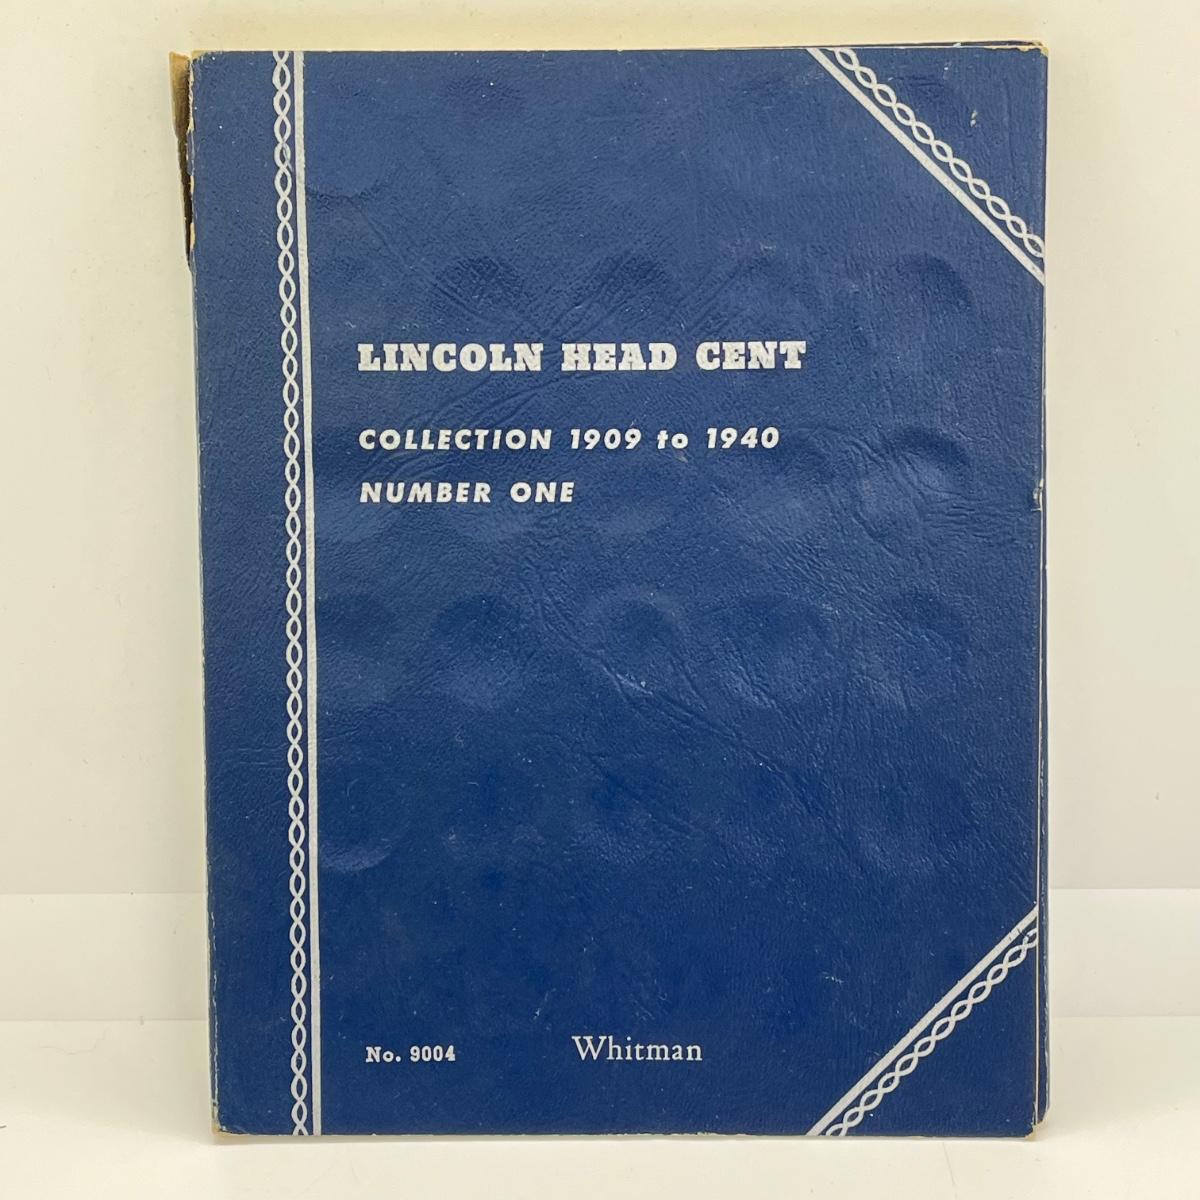 LINCOLN HEAD CENT
COLLECTION 1909 to 1940
NUMBER ONE
No. 9004
Whitman